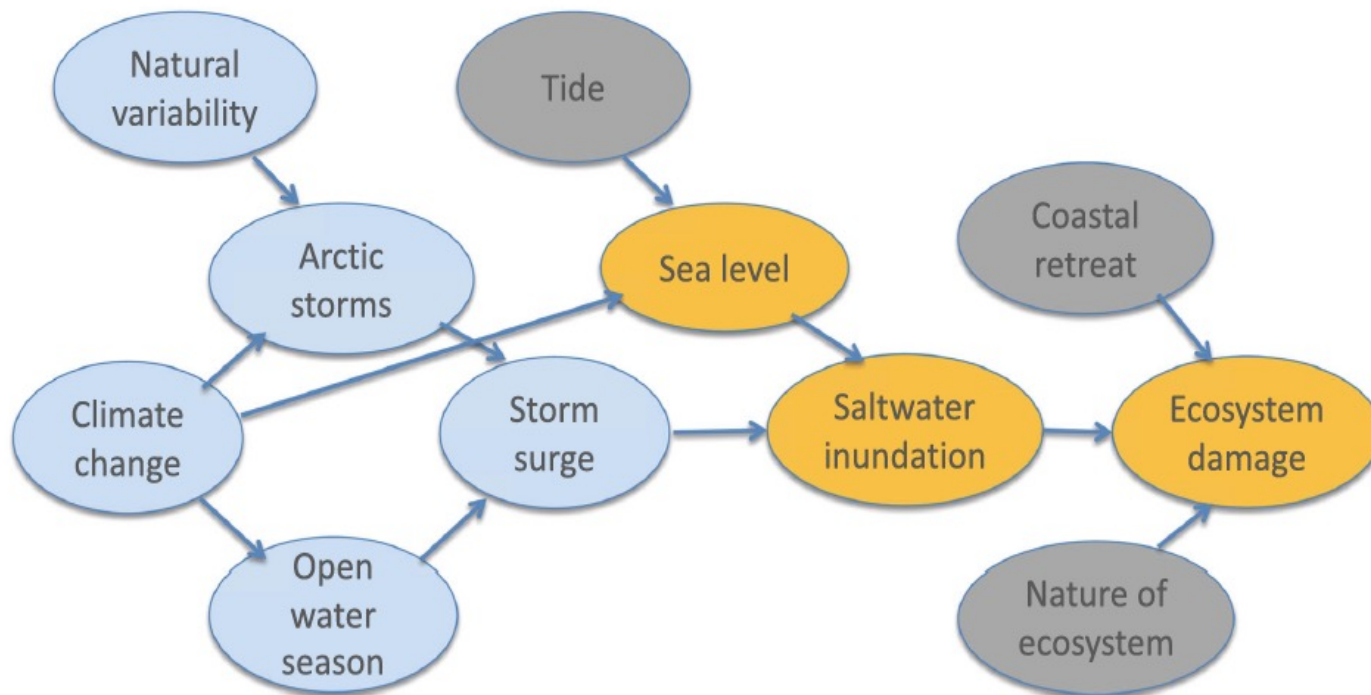 Natural
variability
Tide
Coastal
retreat
Arctic
storms
Sea level
Climate
change
Storm
surge
Saltwater
inundation
Ecosystem
damage
Open
water
season
Nature of
ecosystem